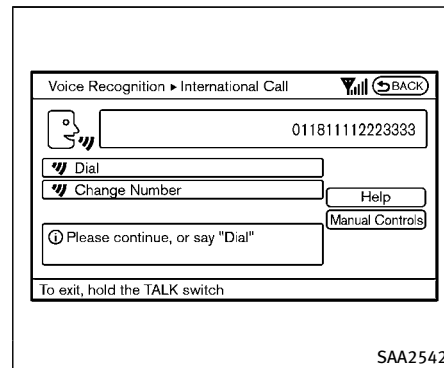 Voice Recognition ▸ International Call BACK
011811112223333
Dial
Change Number
Help
Manual Controls
Please continue, or say "Dial"
To exit, hold the TALK switch
SAA2542